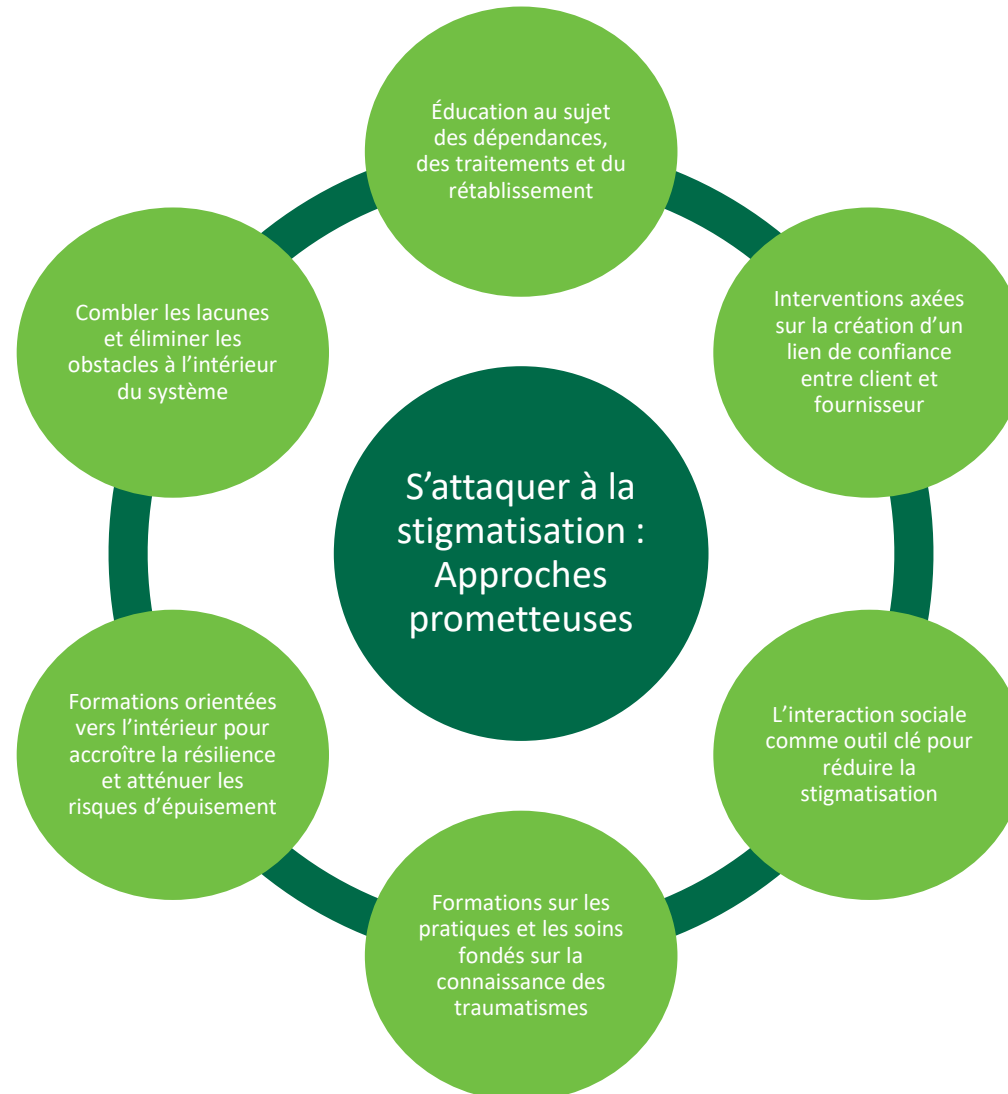 Éducation au sujet
des dépendances,
des traitements et du
rétablissement
Interventions axées
sur la création d’un
lien de confiance
entre client et
fournisseur
L’interaction sociale
comme outil clé pour
réduire la
stigmatisation
Formations sur les
pratiques et les soins
fondés sur la
connaissance des
traumatismes
Formations orientées
vers l’intérieur pour
accroître la résilience
et atténuer les
risques d’épuisement
Combler les lacunes
et éliminer les
obstacles à l’intérieur
du système
S’attaquer à la
stigmatisation :
Approches
prometteuses